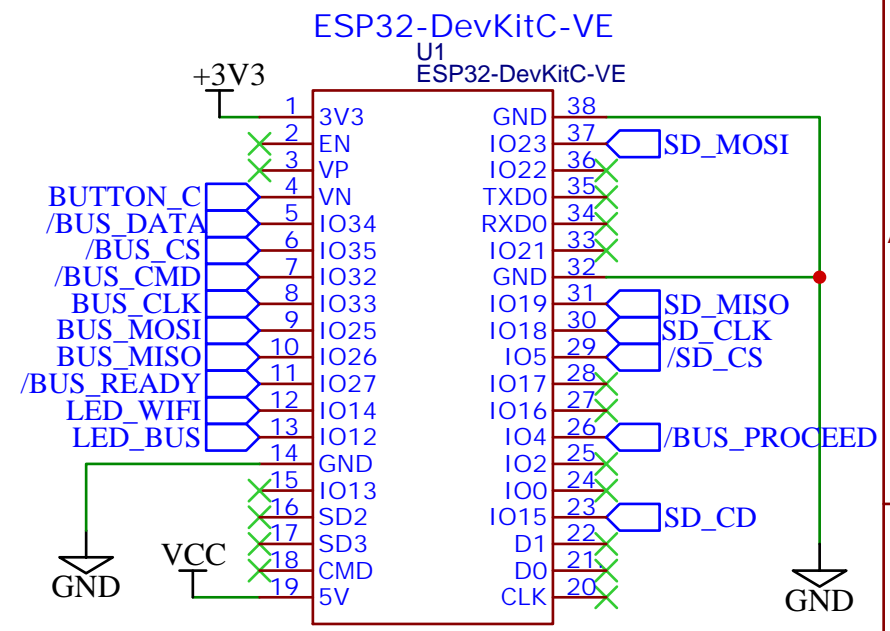 ESP32-DevKitC-VE
U1
ESP32-DevKitC-VE
+3V3
1 3V3 GND 38
2 EN IO23 37 SD_MOSI
3 VP IO22 36
BUTTON_C 4 VN TXD0 35
/BUS_DATA 5 IO34 RXD0 34
/BUS_CS 6 IO35 IO21 33
/BUS_CMD 7 IO32 GND 32
BUS_CLK 8 IO33 IO19 31 SD_MISO
BUS_MOSI 9 IO25 IO18 30 SD_CLK
BUS_MISO 10 IO26 IO5 29 /SD_CS
/BUS_READY 11 IO27 IO17 28
LED_WIFI 12 IO14 IO16 27
LED_BUS 13 IO12 IO4 26 /BUS_PROCEED
14 GND IO2 25
15 IO13 IO0 24
16 SD2 IO15 23 SD_CD
17 SD3 D1 22
VCC 18 CMD D0 21
19 5V CLK 20
GND
GND